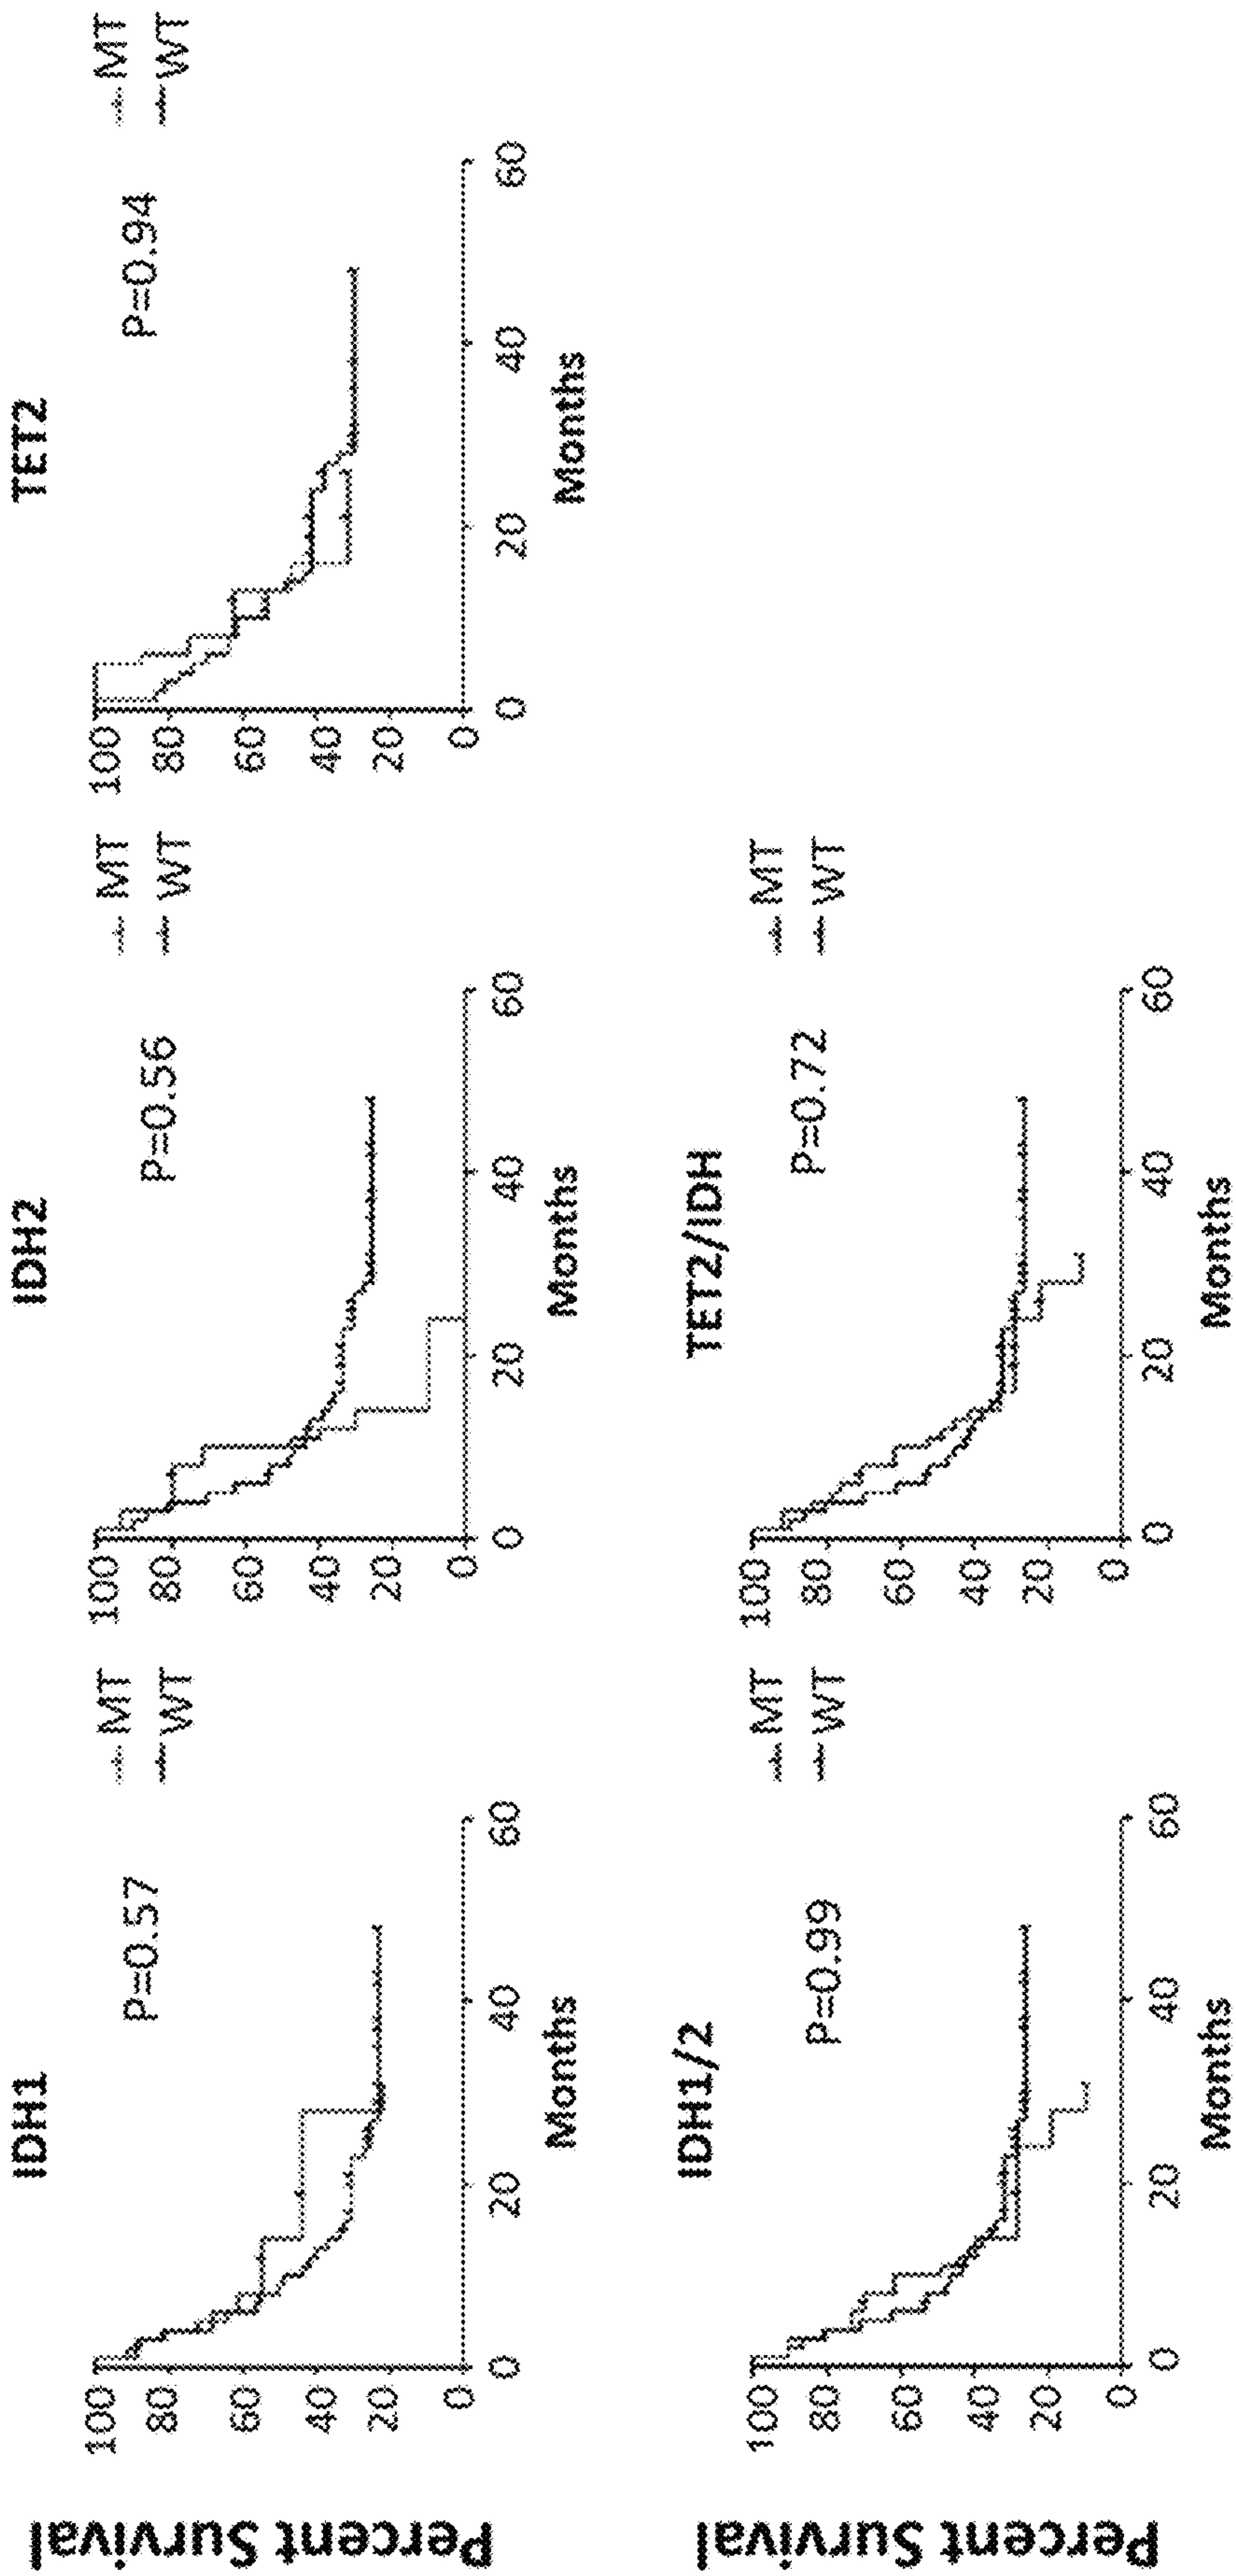 IDH1
Percent Survival
100
80
60
40
20
0
0
20
40
60
Months
P=0.57
MT
WT
IDH2
100
80
60
40
20
0
0
20
40
60
Months
P=0.56
MT
WT
TET2
100
80
60
40
20
0
0
20
40
60
Months
P=0.94
MT
WT
IDH1/2
Percent Survival
100
80
60
40
20
0
0
20
40
60
Months
P=0.99
MT
WT
TET2/IDH
100
80
60
40
20
0
0
20
40
60
Months
P=0.72
MT
WT